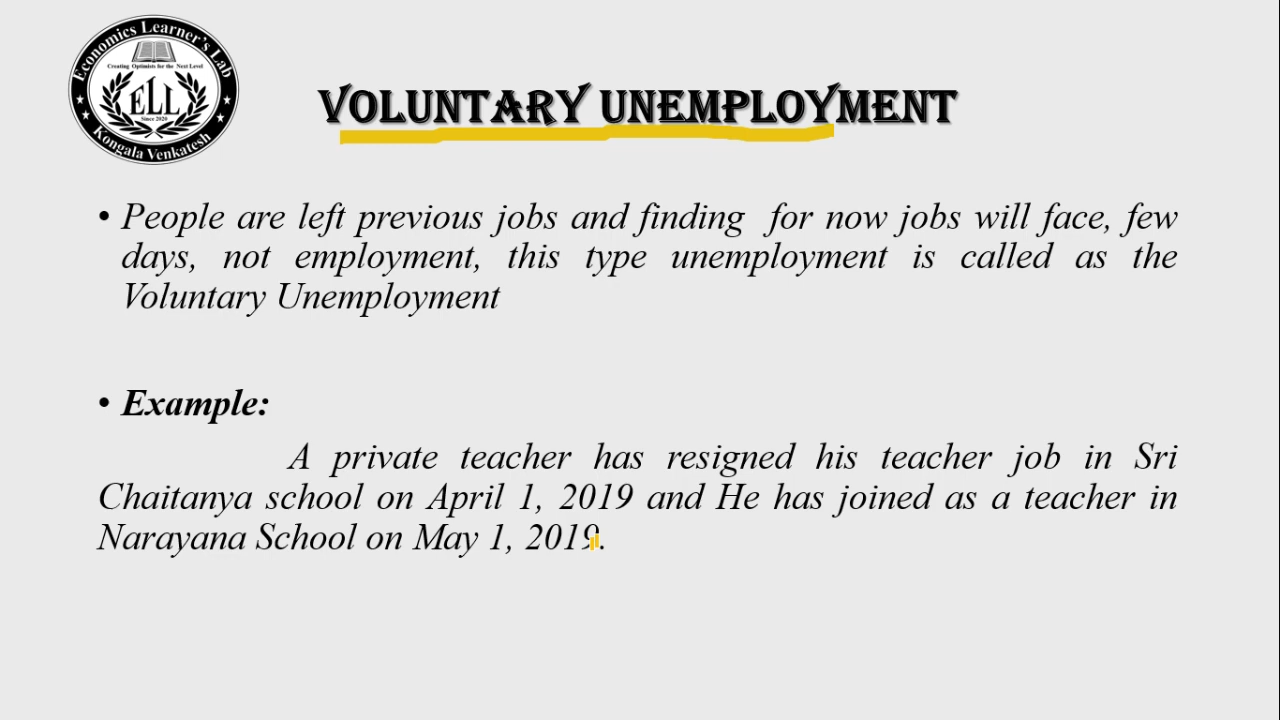 Economics Learner's Lab
Creating Optimists for the Next Level
ELL
Since 2020
Kongala Venkatesh
VOLUNTARY UNEMPLOYMENT
• People are left previous jobs and finding for now jobs will face, few
days, not employment, this type unemployment is called as the
Voluntary Unemployment
• Example:
A private teacher has resigned his teacher job in Sri
Chaitanya school on April 1, 2019 and He has joined as a teacher in
Narayana School on May 1, 2019.